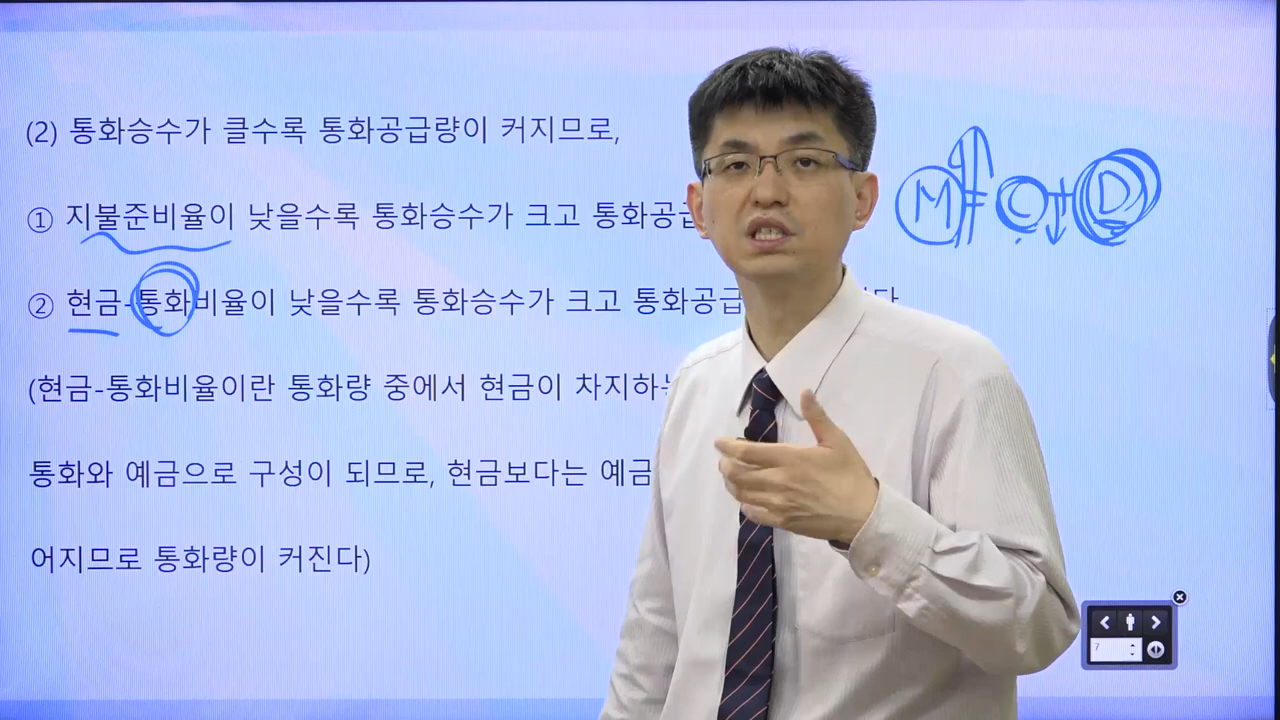 (2) 통화승수가 클수록 통화공급량이 커지므로,
① 지불준비율이 낮을수록 통화승수가 크고 통화공급
② 현금-통화비율이 낮을수록 통화승수가 크고 통화공급
(현금-통화비율이란 통화량 중에서 현금이 차지하는
통화와 예금으로 구성이 되므로, 현금보다는 예금
어지므로 통화량이 커진다)
M = C + D
7